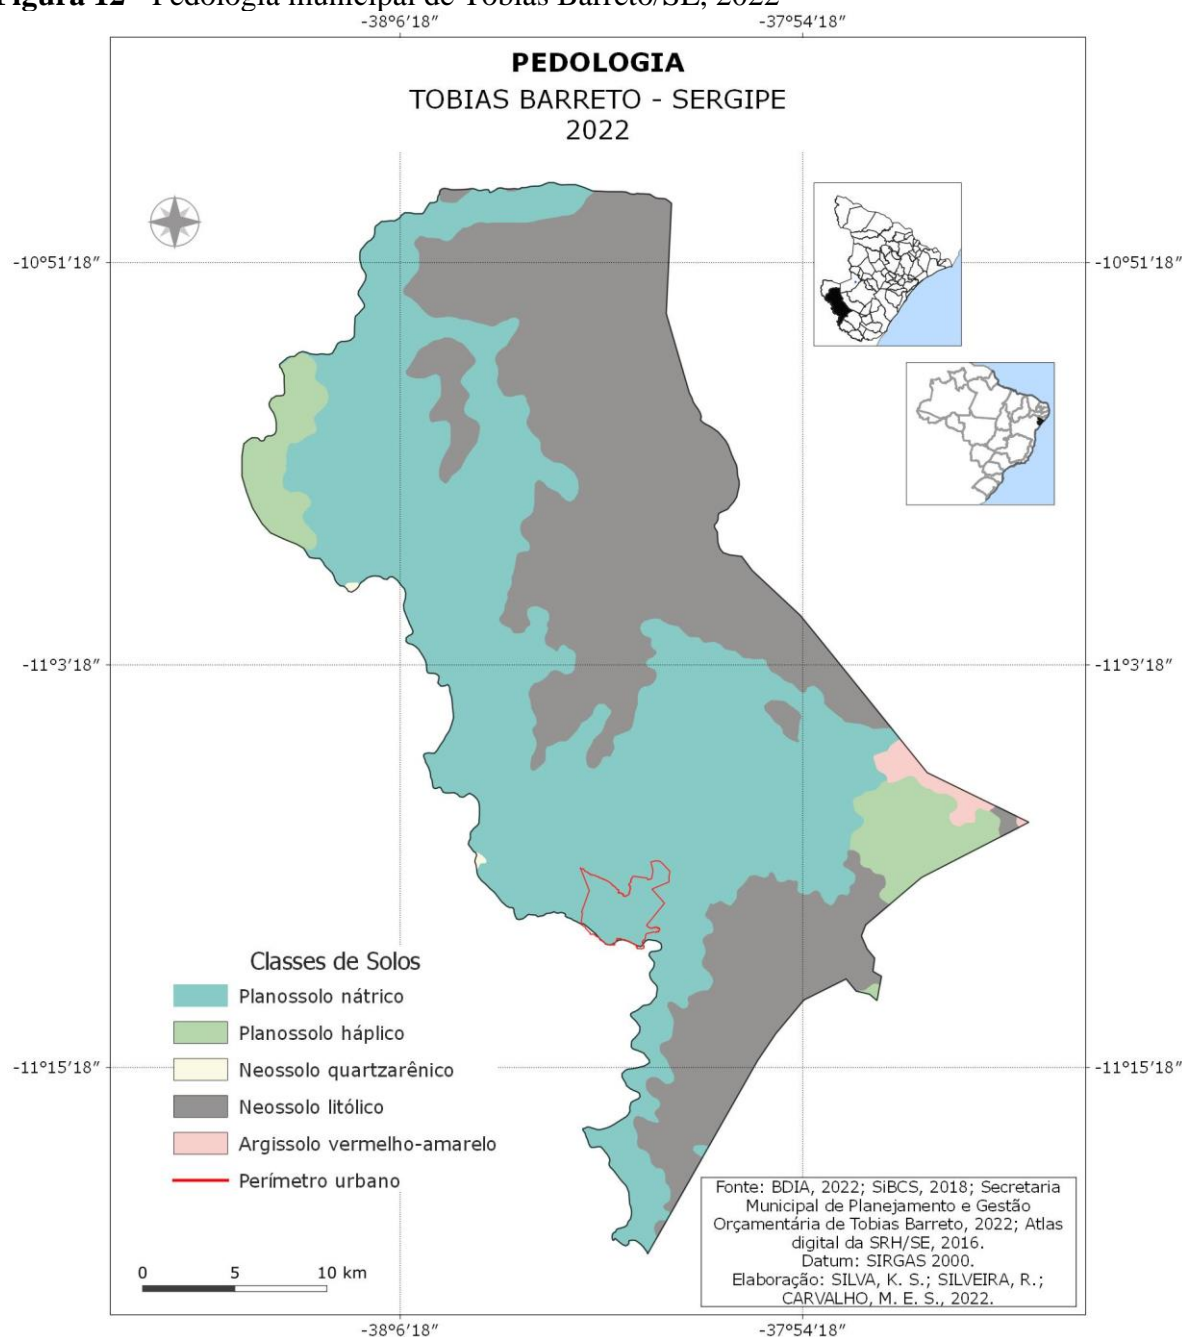 Figura 12 - Pedologia municipal de Tobias Barreto/SE, 2022
-38°6′18″
-37°54′18″
PEDOLOGIA
TOBIAS BARRETO - SERGIPE
2022
-10°51′18″
-10°51′18″
-11°3′18″
-11°3′18″
Classes de Solos
Planossolo nátrico
Planossolo háplico
Neossolo quartzarênico
Neossolo litólico
Argissolo vermelho-amarelo
Perímetro urbano
-11°15′18″
-11°15′18″
0 5 10 km
Fonte: BDIA, 2022; SiBCS, 2018; Secretaria
Municipal de Planejamento e Gestão
Orçamentária de Tobias Barreto, 2022; Atlas
digital da SRH/SE, 2016.
Datum: SIRGAS 2000.
Elaboração: SILVA, K. S.; SILVEIRA, R.;
CARVALHO, M. E. S., 2022.
-38°6′18″
-37°54′18″